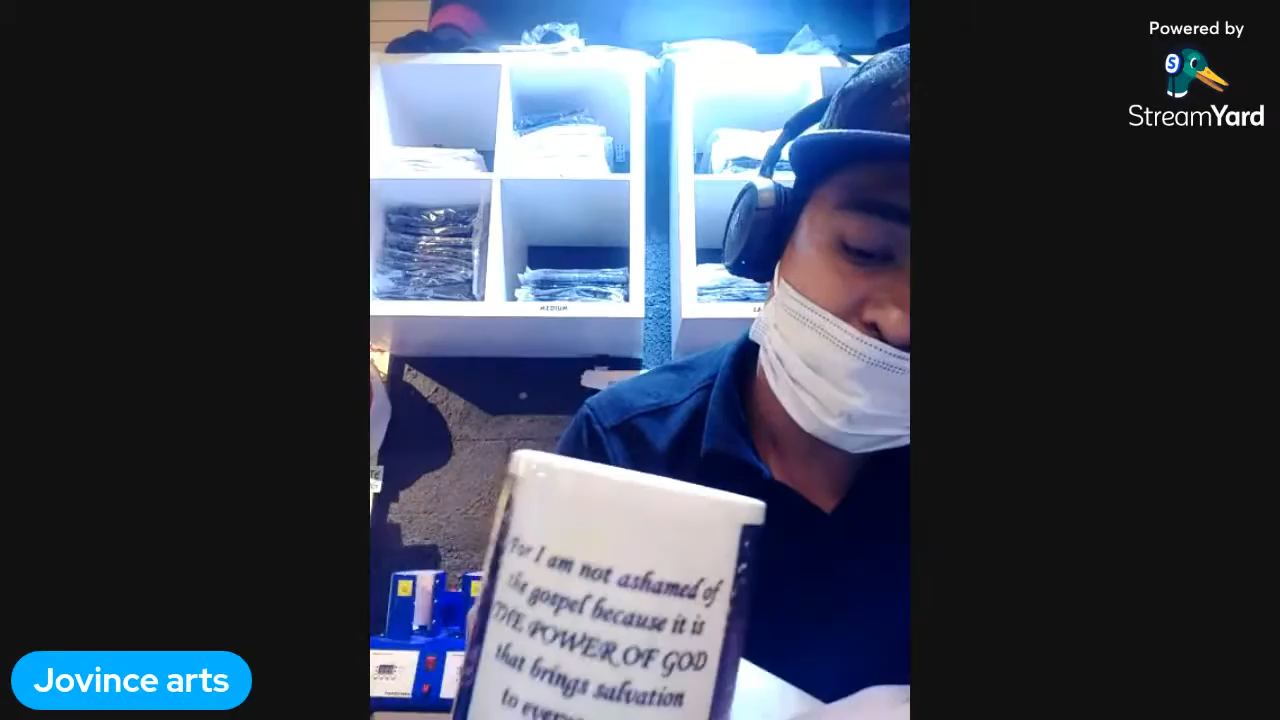 Powered by
StreamYard
MEDIUM
For I am not ashamed of
the gospel because it is
THE POWER OF GOD
that brings salvation
Jovince arts